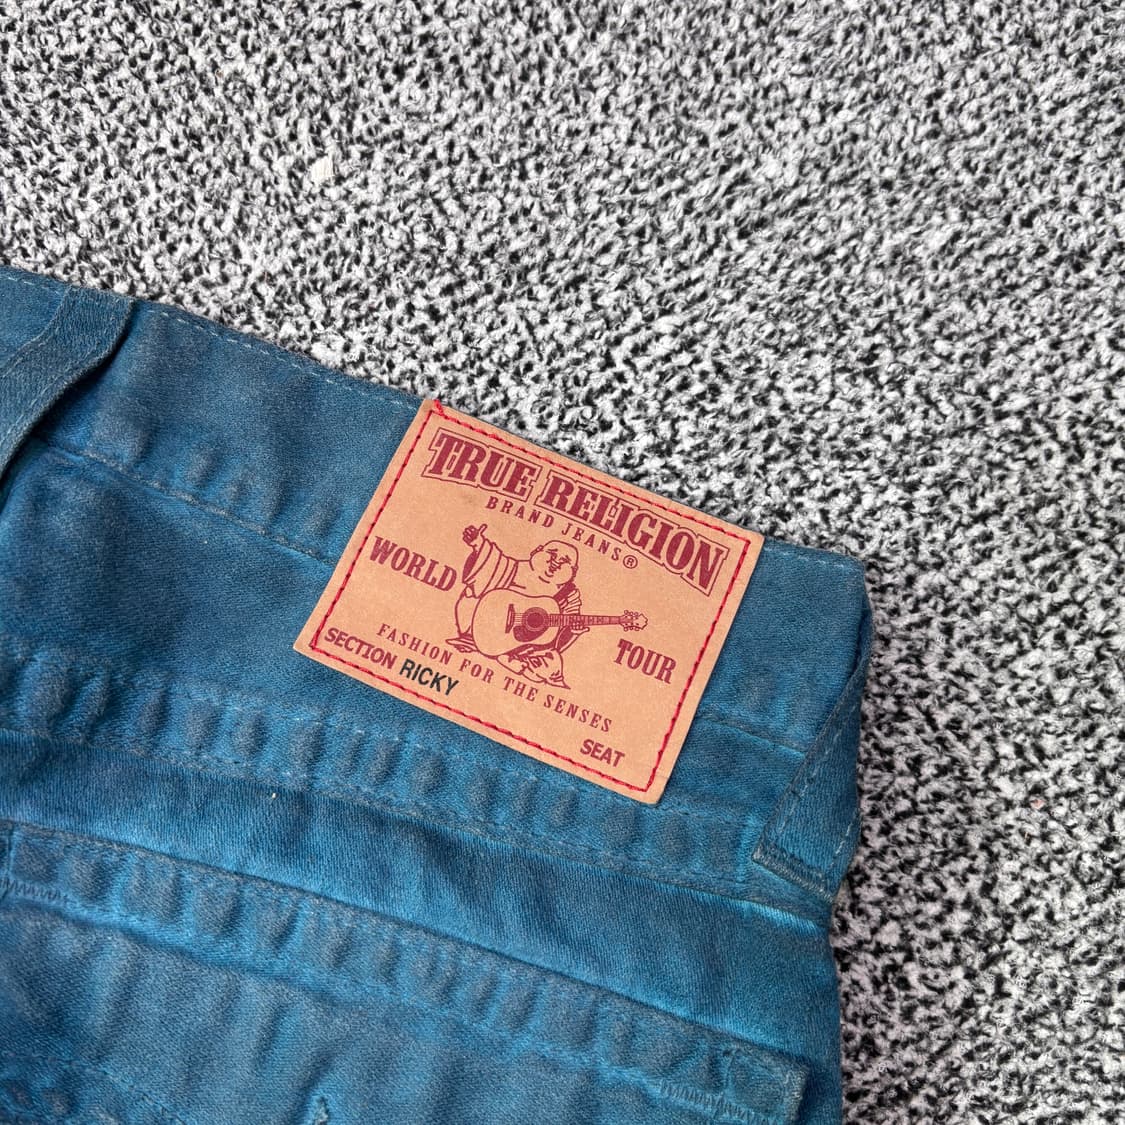 TRUE RELIGION
BRAND JEANS®
WORLD
TOUR
FASHION FOR THE SENSES
SECTION RICKY
SEAT